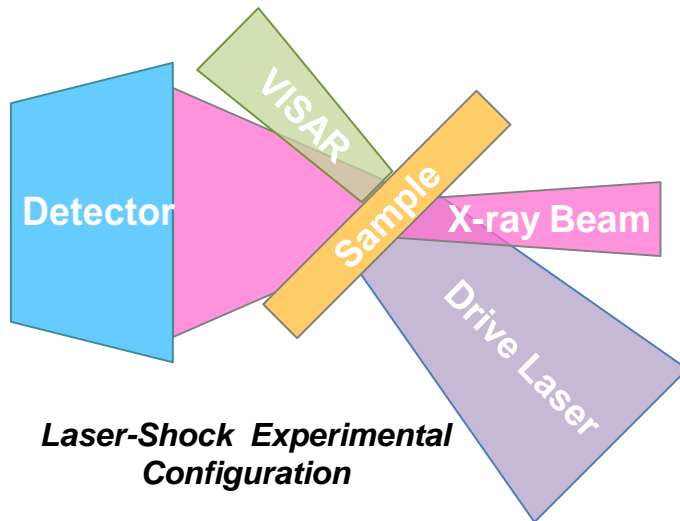 VISAR
Detector
Sample
X-ray Beam
Drive Laser
Laser-Shock Experimental
Configuration